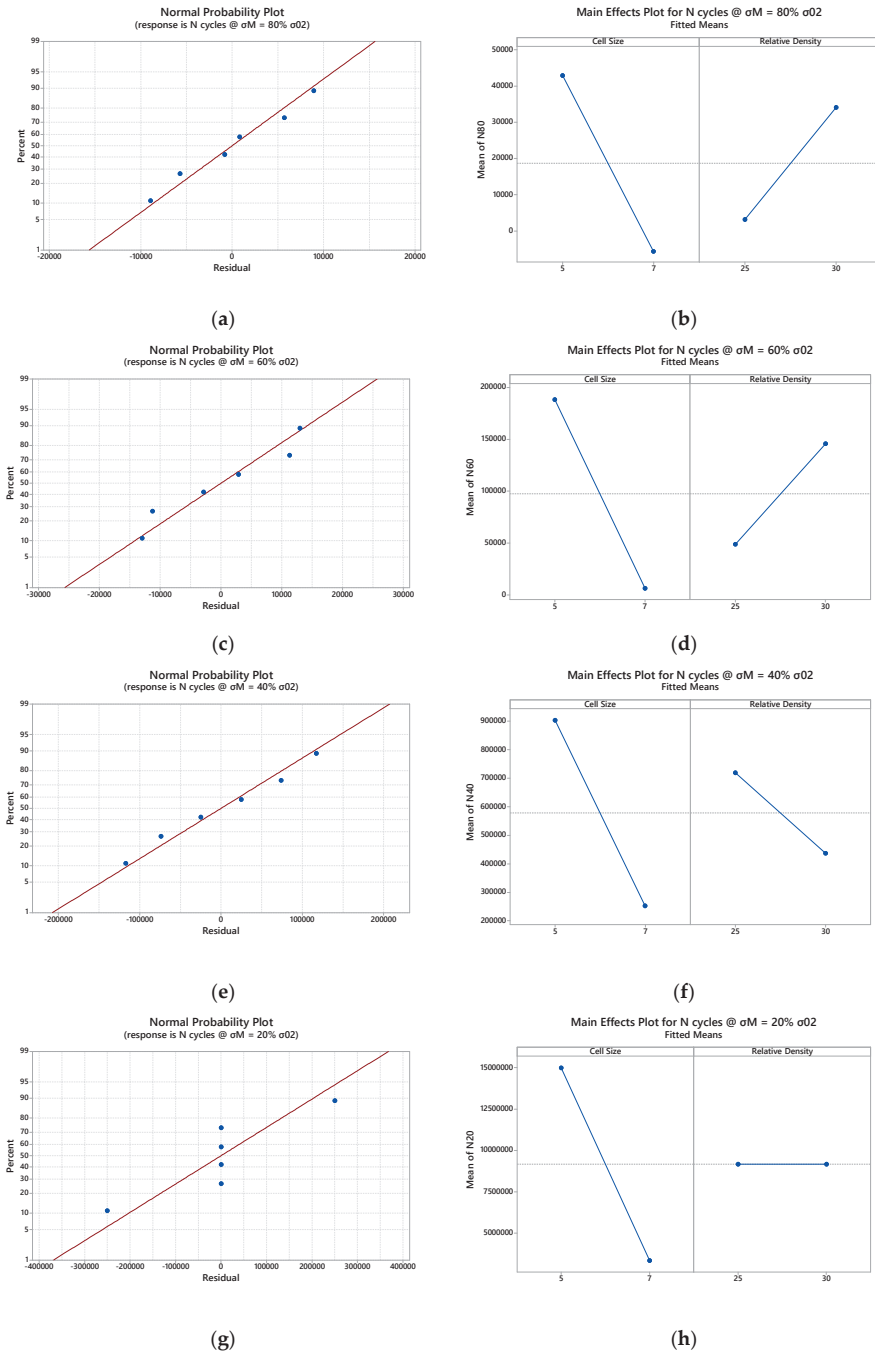 Normal Probability Plot
(response is N cycles @ σM = 80% σ02)
99
95
90
80
70
60
50
40
30
20
10
5
1
Percent
-20000 -10000 0 10000 20000
Residual
(a)
Main Effects Plot for N cycles @ σM = 80% σ02
Fitted Means
Cell Size Relative Density
50000
40000
30000
20000
10000
0
Mean of N80
5 7 25 30
(b)
Normal Probability Plot
(response is N cycles @ σM = 60% σ02)
99
95
90
80
70
60
50
40
30
20
10
5
1
Percent
-30000 -20000 -10000 0 10000 20000 30000
Residual
(c)
Main Effects Plot for N cycles @ σM = 60% σ02
Fitted Means
Cell Size Relative Density
200000
150000
100000
50000
0
Mean of N60
5 7 25 30
(d)
Normal Probability Plot
(response is N cycles @ σM = 40% σ02)
99
95
90
80
70
60
50
40
30
20
10
5
1
Percent
-200000 -100000 0 100000 200000
Residual
(e)
Main Effects Plot for N cycles @ σM = 40% σ02
Fitted Means
Cell Size Relative Density
900000
800000
700000
600000
500000
400000
300000
200000
Mean of N40
5 7 25 30
(f)
Normal Probability Plot
(response is N cycles @ σM = 20% σ02)
99
95
90
80
70
60
50
40
30
20
10
5
1
Percent
-400000 -300000 -200000 -100000 0 100000 200000 300000 400000
Residual
(g)
Main Effects Plot for N cycles @ σM = 20% σ02
Fitted Means
Cell Size Relative Density
15000000
12500000
10000000
7500000
5000000
Mean of N20
5 7 25 30
(h)